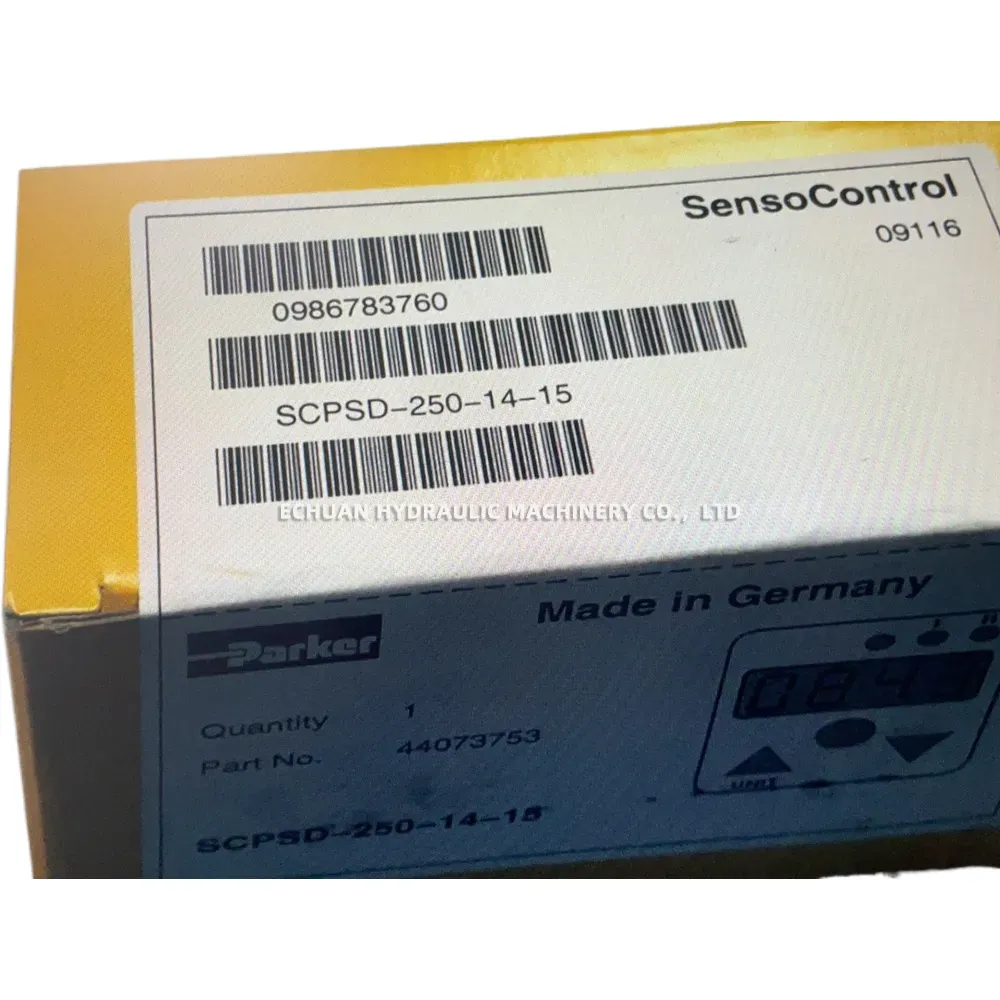 SensoControl
09116
0986783760
SCPSD-250-14-15
ECHUAN HYDRAULIC MACHINERY CO., LTD
Made in Germany
Parker
Quantity 1
Part No. 44073753
UNIT
SCPSD-250-14-15